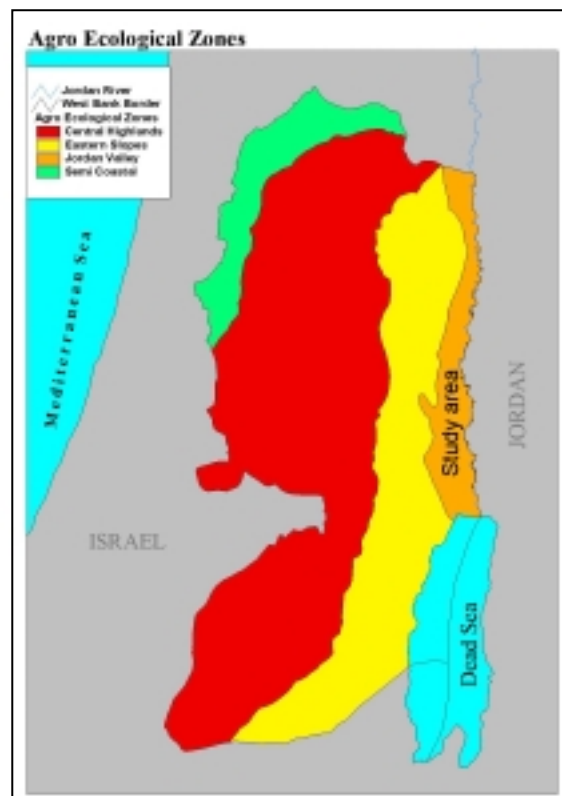 Agro Ecological Zones
Jordan River
West Bank Border
Agro Ecological Zones
Central Highlands
Eastern Slopes
Jordan Valley
Semi Coastal
Mediterranean Sea
ISRAEL
Study area
JORDAN
Dead Sea